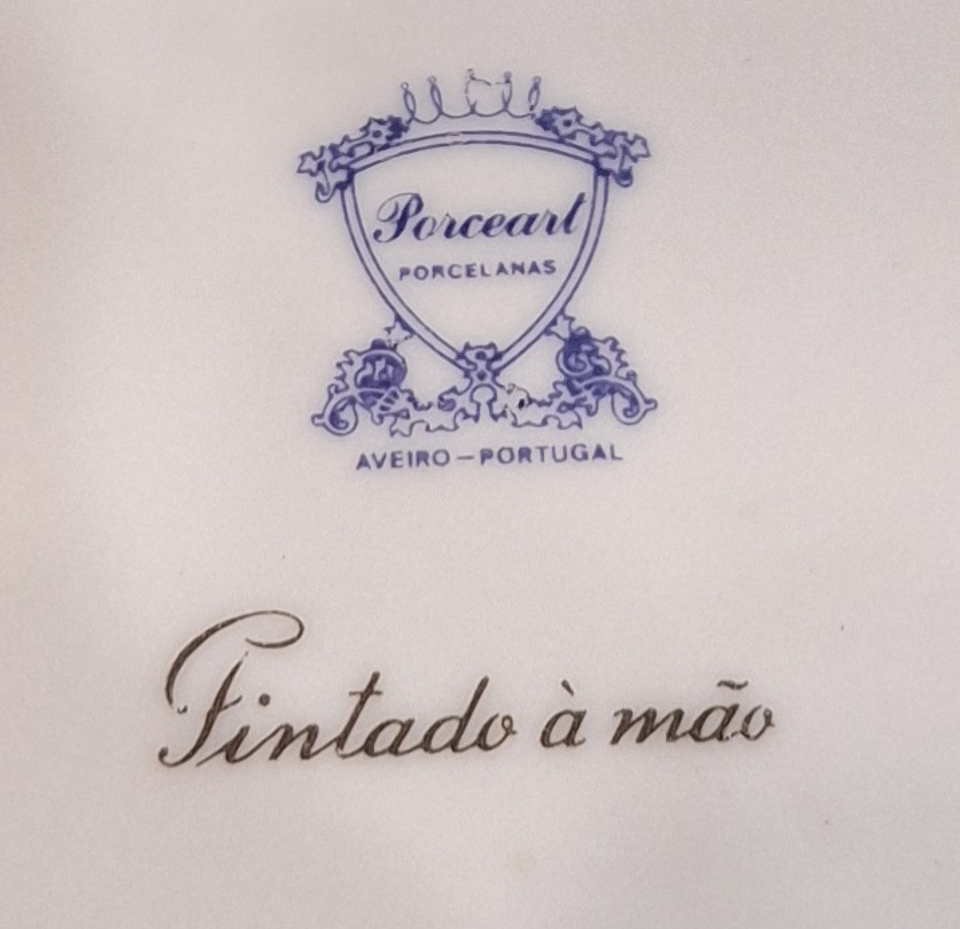 Porceart
PORCELANAS
AVEIRO – PORTUGAL
Pintado à mão